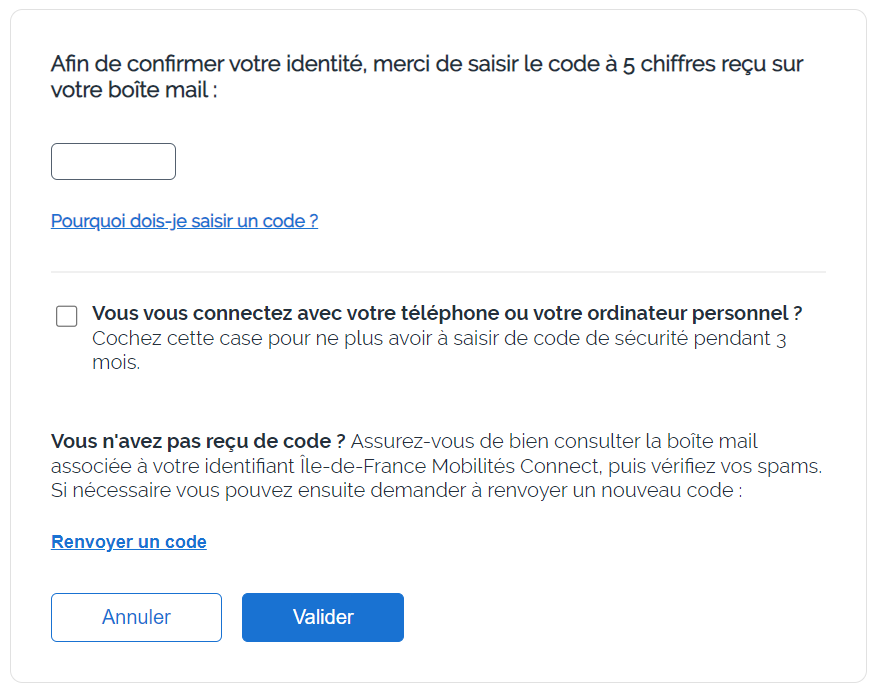 Afin de confirmer votre identité, merci de saisir le code à 5 chiffres reçu sur
votre boîte mail :
Pourquoi dois-je saisir un code ?
Vous vous connectez avec votre téléphone ou votre ordinateur personnel ?
Cochez cette case pour ne plus avoir à saisir de code de sécurité pendant 3
mois.
Vous n'avez pas reçu de code ? Assurez-vous de bien consulter la boîte mail
associée à votre identifiant Île-de-France Mobilités Connect, puis vérifiez vos spams.
Si nécessaire vous pouvez ensuite demander à renvoyer un nouveau code :
Renvoyer un code
Annuler
Valider